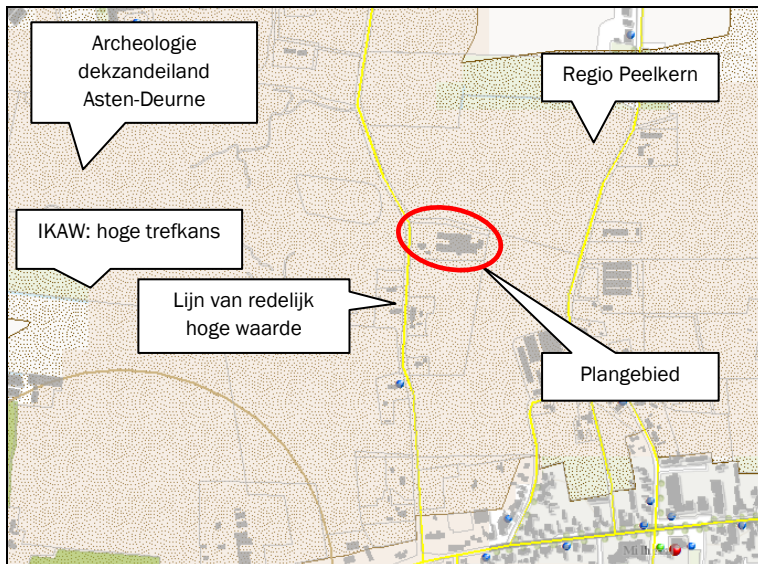 Archeologie
dekzandeiland
Asten-Deurne
Regio Peelkern
IKAW: hoge trefkans
Lijn van redelijk
hoge waarde
Plangebied